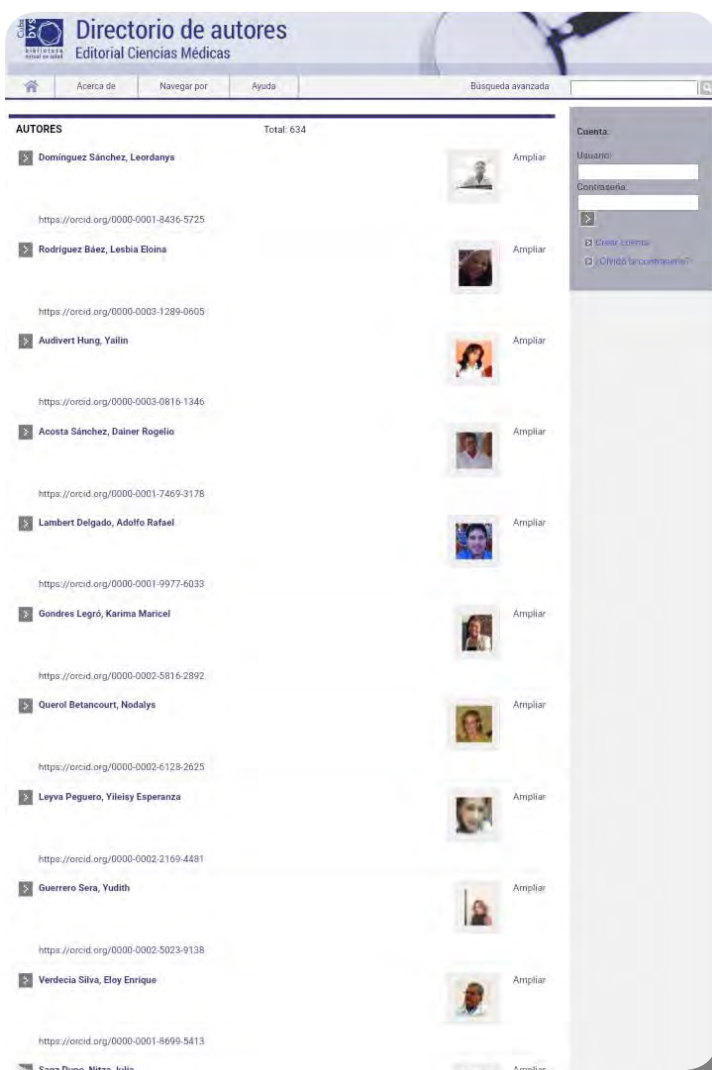 Cuba
bvs
biblioteca
virtual en salud
Directorio de autores
Editorial Ciencias Médicas
Acerca de
Navegar por
Ayuda
Búsqueda avanzada
AUTORES
Total: 634
Domínguez Sánchez, Leordanys
Ampliar
https://orcid.org/0000-0001-8436-5725
Rodríguez Báez, Lesbia Eloina
Ampliar
https://orcid.org/0000-0003-1289-0605
Audivert Hung, Yailin
Ampliar
https://orcid.org/0000-0003-0816-1346
Acosta Sánchez, Dainer Rogelio
Ampliar
https://orcid.org/0000-0001-7469-3178
Lambert Delgado, Adolfo Rafael
Ampliar
https://orcid.org/0000-0001-9977-6033
Gondres Legró, Karima Maricel
Ampliar
https://orcid.org/0000-0002-5816-2892
Querol Betancourt, Nodalys
Ampliar
https://orcid.org/0000-0002-6128-2625
Leyva Peguero, Yileisy Esperanza
Ampliar
https://orcid.org/0000-0002-2169-4481
Guerrero Sera, Yudith
Ampliar
https://orcid.org/0000-0002-5023-9138
Verdecia Silva, Eloy Enrique
Ampliar
https://orcid.org/0000-0001-8699-5413
Ampliar
Cuenta:
Usuario:
Contraseña:
Crear cuenta
¿Olvidó la contraseña?